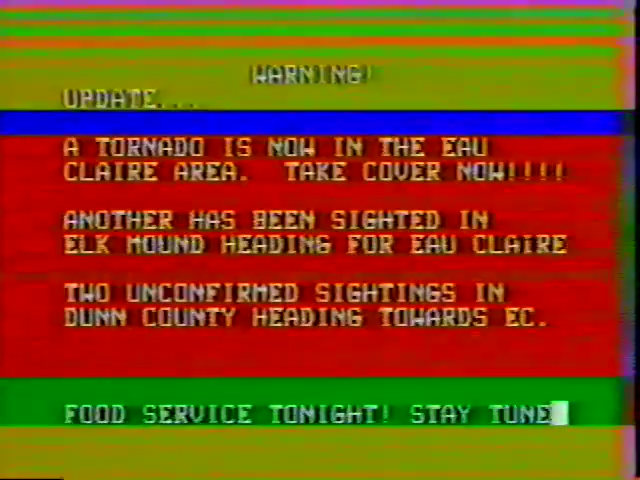 WARNING!
UPDATE....
A TORNADO IS NOW IN THE EAU
CLAIRE AREA.  TAKE COVER NOW!!!!
ANOTHER HAS BEEN SIGHTED IN
ELK MOUND HEADING FOR EAU CLAIRE
TWO UNCONFIRMED SIGHTINGS IN
DUNN COUNTY HEADING TOWARDS EC.
FOOD SERVICE TONIGHT! STAY TUNE